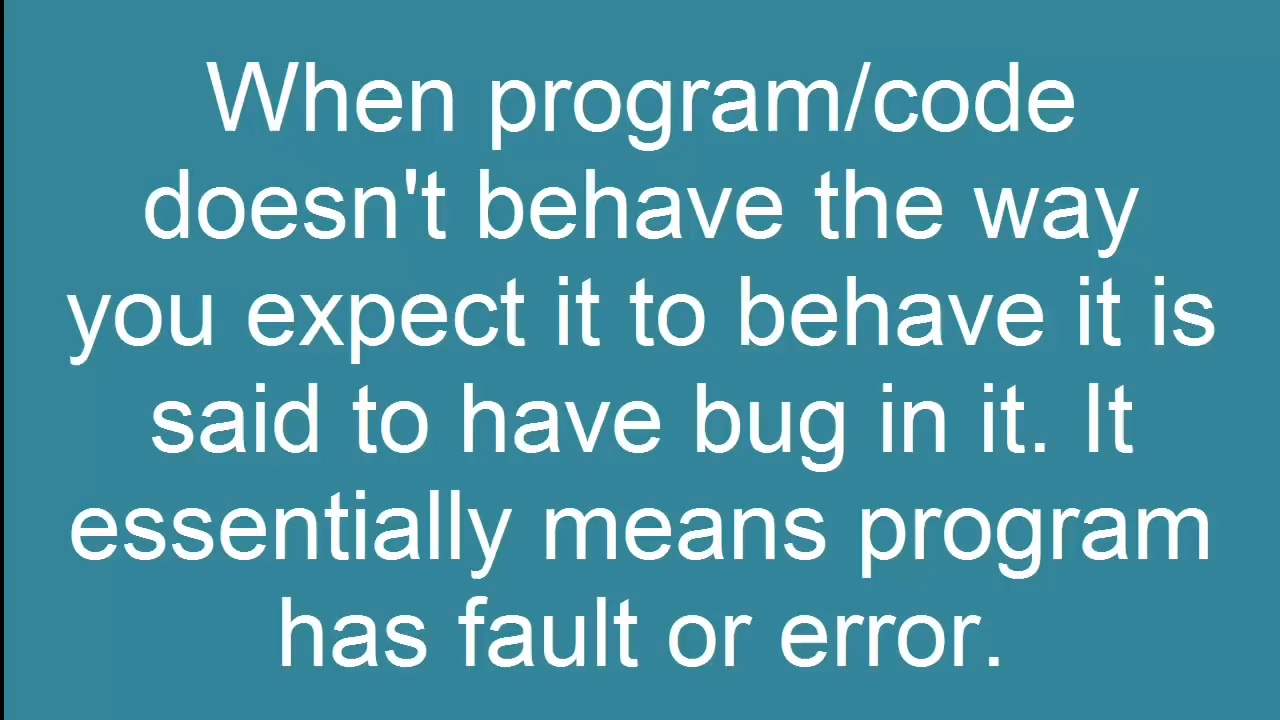 When program/code
doesn't behave the way
you expect it to behave it is
said to have bug in it. It
essentially means program
has fault or error.